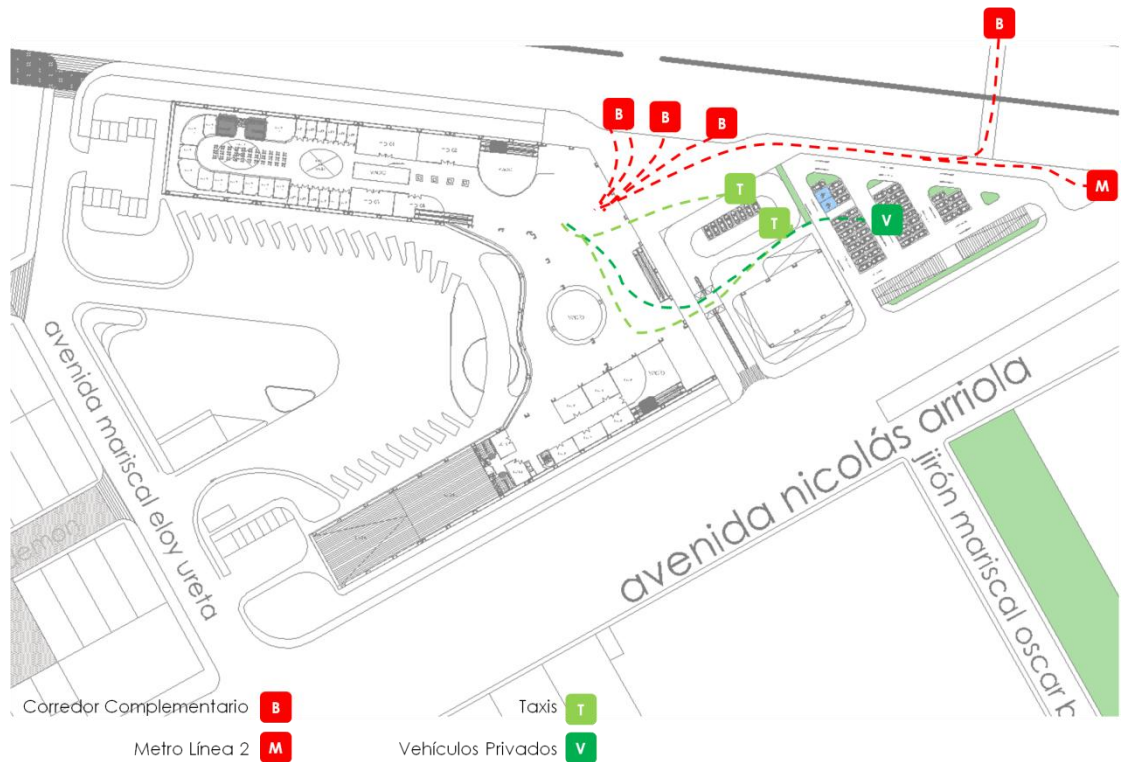 B
B
B
B
M
T
T
V
avenida mariscal eloy ureta
avenida nicolás arriola
jirón mariscal oscar b
Corredor Complementario B
Taxis T
Metro Línea 2 M
Vehículos Privados V